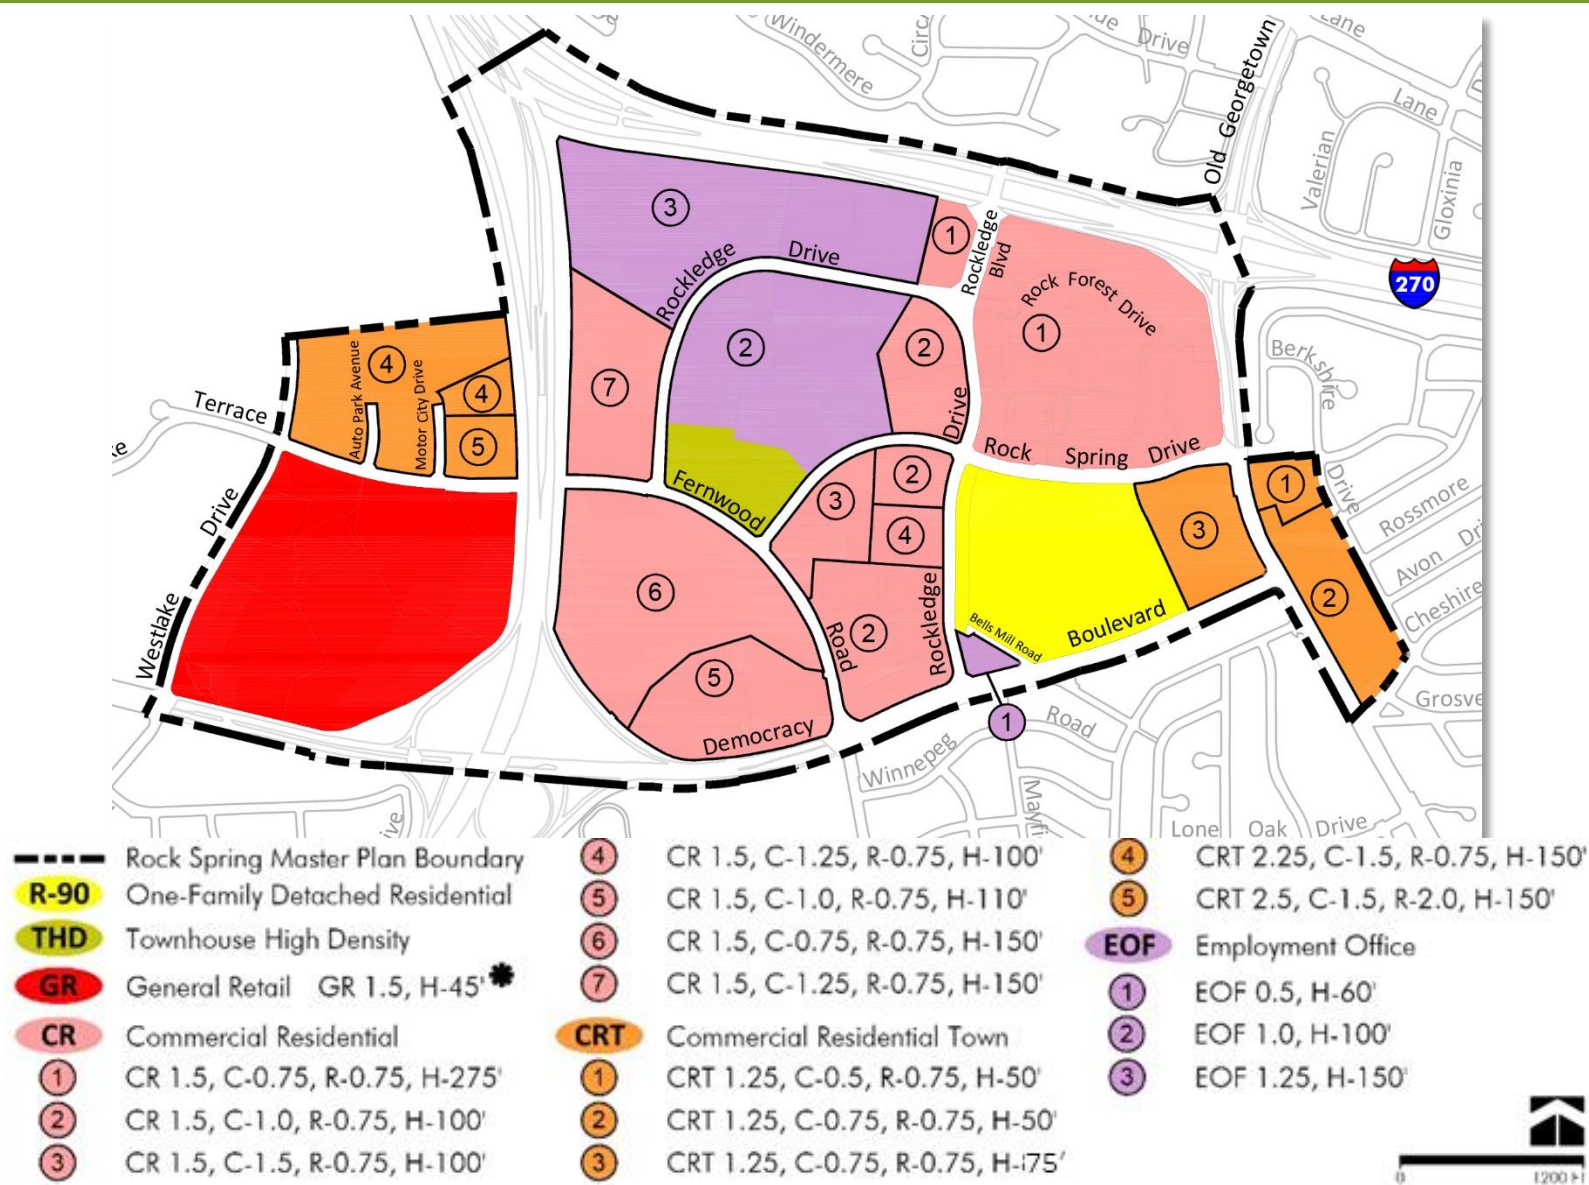 Windermere
Circ
Drive
Lane
Lane
Old Georgetown
Valerian
Gloxinia
270
3
1
Rockledge Drive
Rockledge Blvd
Rock Forest Drive
1
2
2
7
4
4
5
Auto Park Avenue
Motor City Drive
Terrace
Berkshire
Drive
Drive
Rock Spring Drive
Fernwood
Road
3
2
4
1
3
2
Rossmore
Avon Dri
Cheshire
Grosve
Westlake Drive
6
5
2
Rockledge
Bells Mill Road
Democracy Boulevard
1
Road
Winnepeg
Mayfi
ive
Lone Oak Drive
Rock Spring Master Plan Boundary
R-90 One-Family Detached Residential
THD Townhouse High Density
GR General Retail GR 1.5, H-45' *
CR Commercial Residential
1 CR 1.5, C-0.75, R-0.75, H-275'
2 CR 1.5, C-1.0, R-0.75, H-100'
3 CR 1.5, C-1.5, R-0.75, H-100'
4 CR 1.5, C-1.25, R-0.75, H-100'
5 CR 1.5, C-1.0, R-0.75, H-110'
6 CR 1.5, C-0.75, R-0.75, H-150'
7 CR 1.5, C-1.25, R-0.75, H-150'
CRT Commercial Residential Town
1 CRT 1.25, C-0.5, R-0.75, H-50'
2 CRT 1.25, C-0.75, R-0.75, H-50'
3 CRT 1.25, C-0.75, R-0.75, H-75'
4 CRT 2.25, C-1.5, R-0.75, H-150'
5 CRT 2.5, C-1.5, R-2.0, H-150'
EOF Employment Office
1 EOF 0.5, H-60'
2 EOF 1.0, H-100'
3 EOF 1.25, H-150'
0 1200 Ft